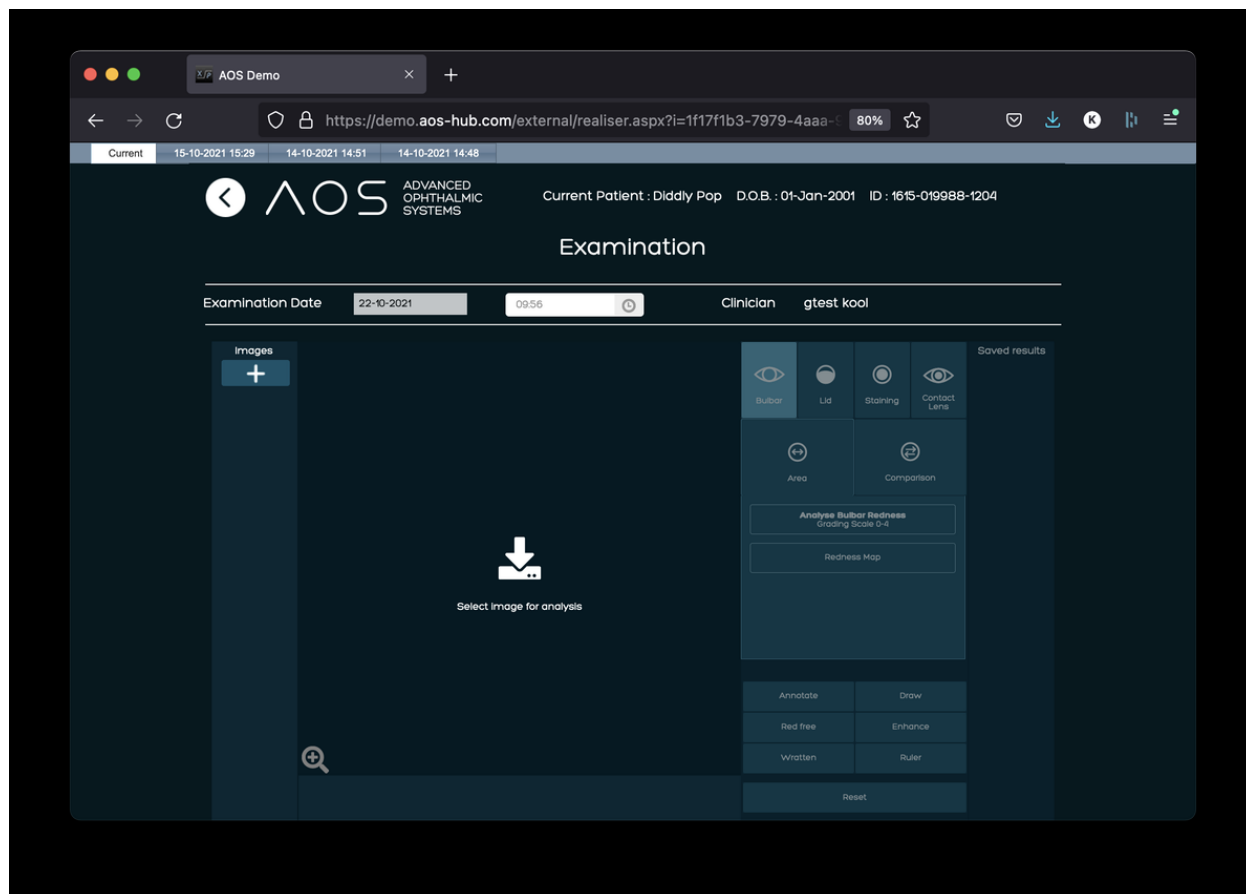 AOS Demo
https://demo.aos-hub.com/external/realiser.aspx?i=1f17f1b3-7979-4aaa-
80%
K
Current 15-10-2021 15:29 14-10-2021 14:51 14-10-2021 14:48
AOS ADVANCED
OPHTHALMIC
SYSTEMS
Current Patient : Diddly Pop D.O.B. : 01-Jan-2001 ID : 1615-019988-1204
Examination
Examination Date 22-10-2021 09:56 Clinician gtest kool
Images
Select image for analysis
Bulbar Lid Staining Contact
Lens
Area Comparison
Analyse Bulbar Redness
Grading Scale 0-4
Redness Map
Annotate Draw
Red free Enhance
Wratten Ruler
Reset
Saved results